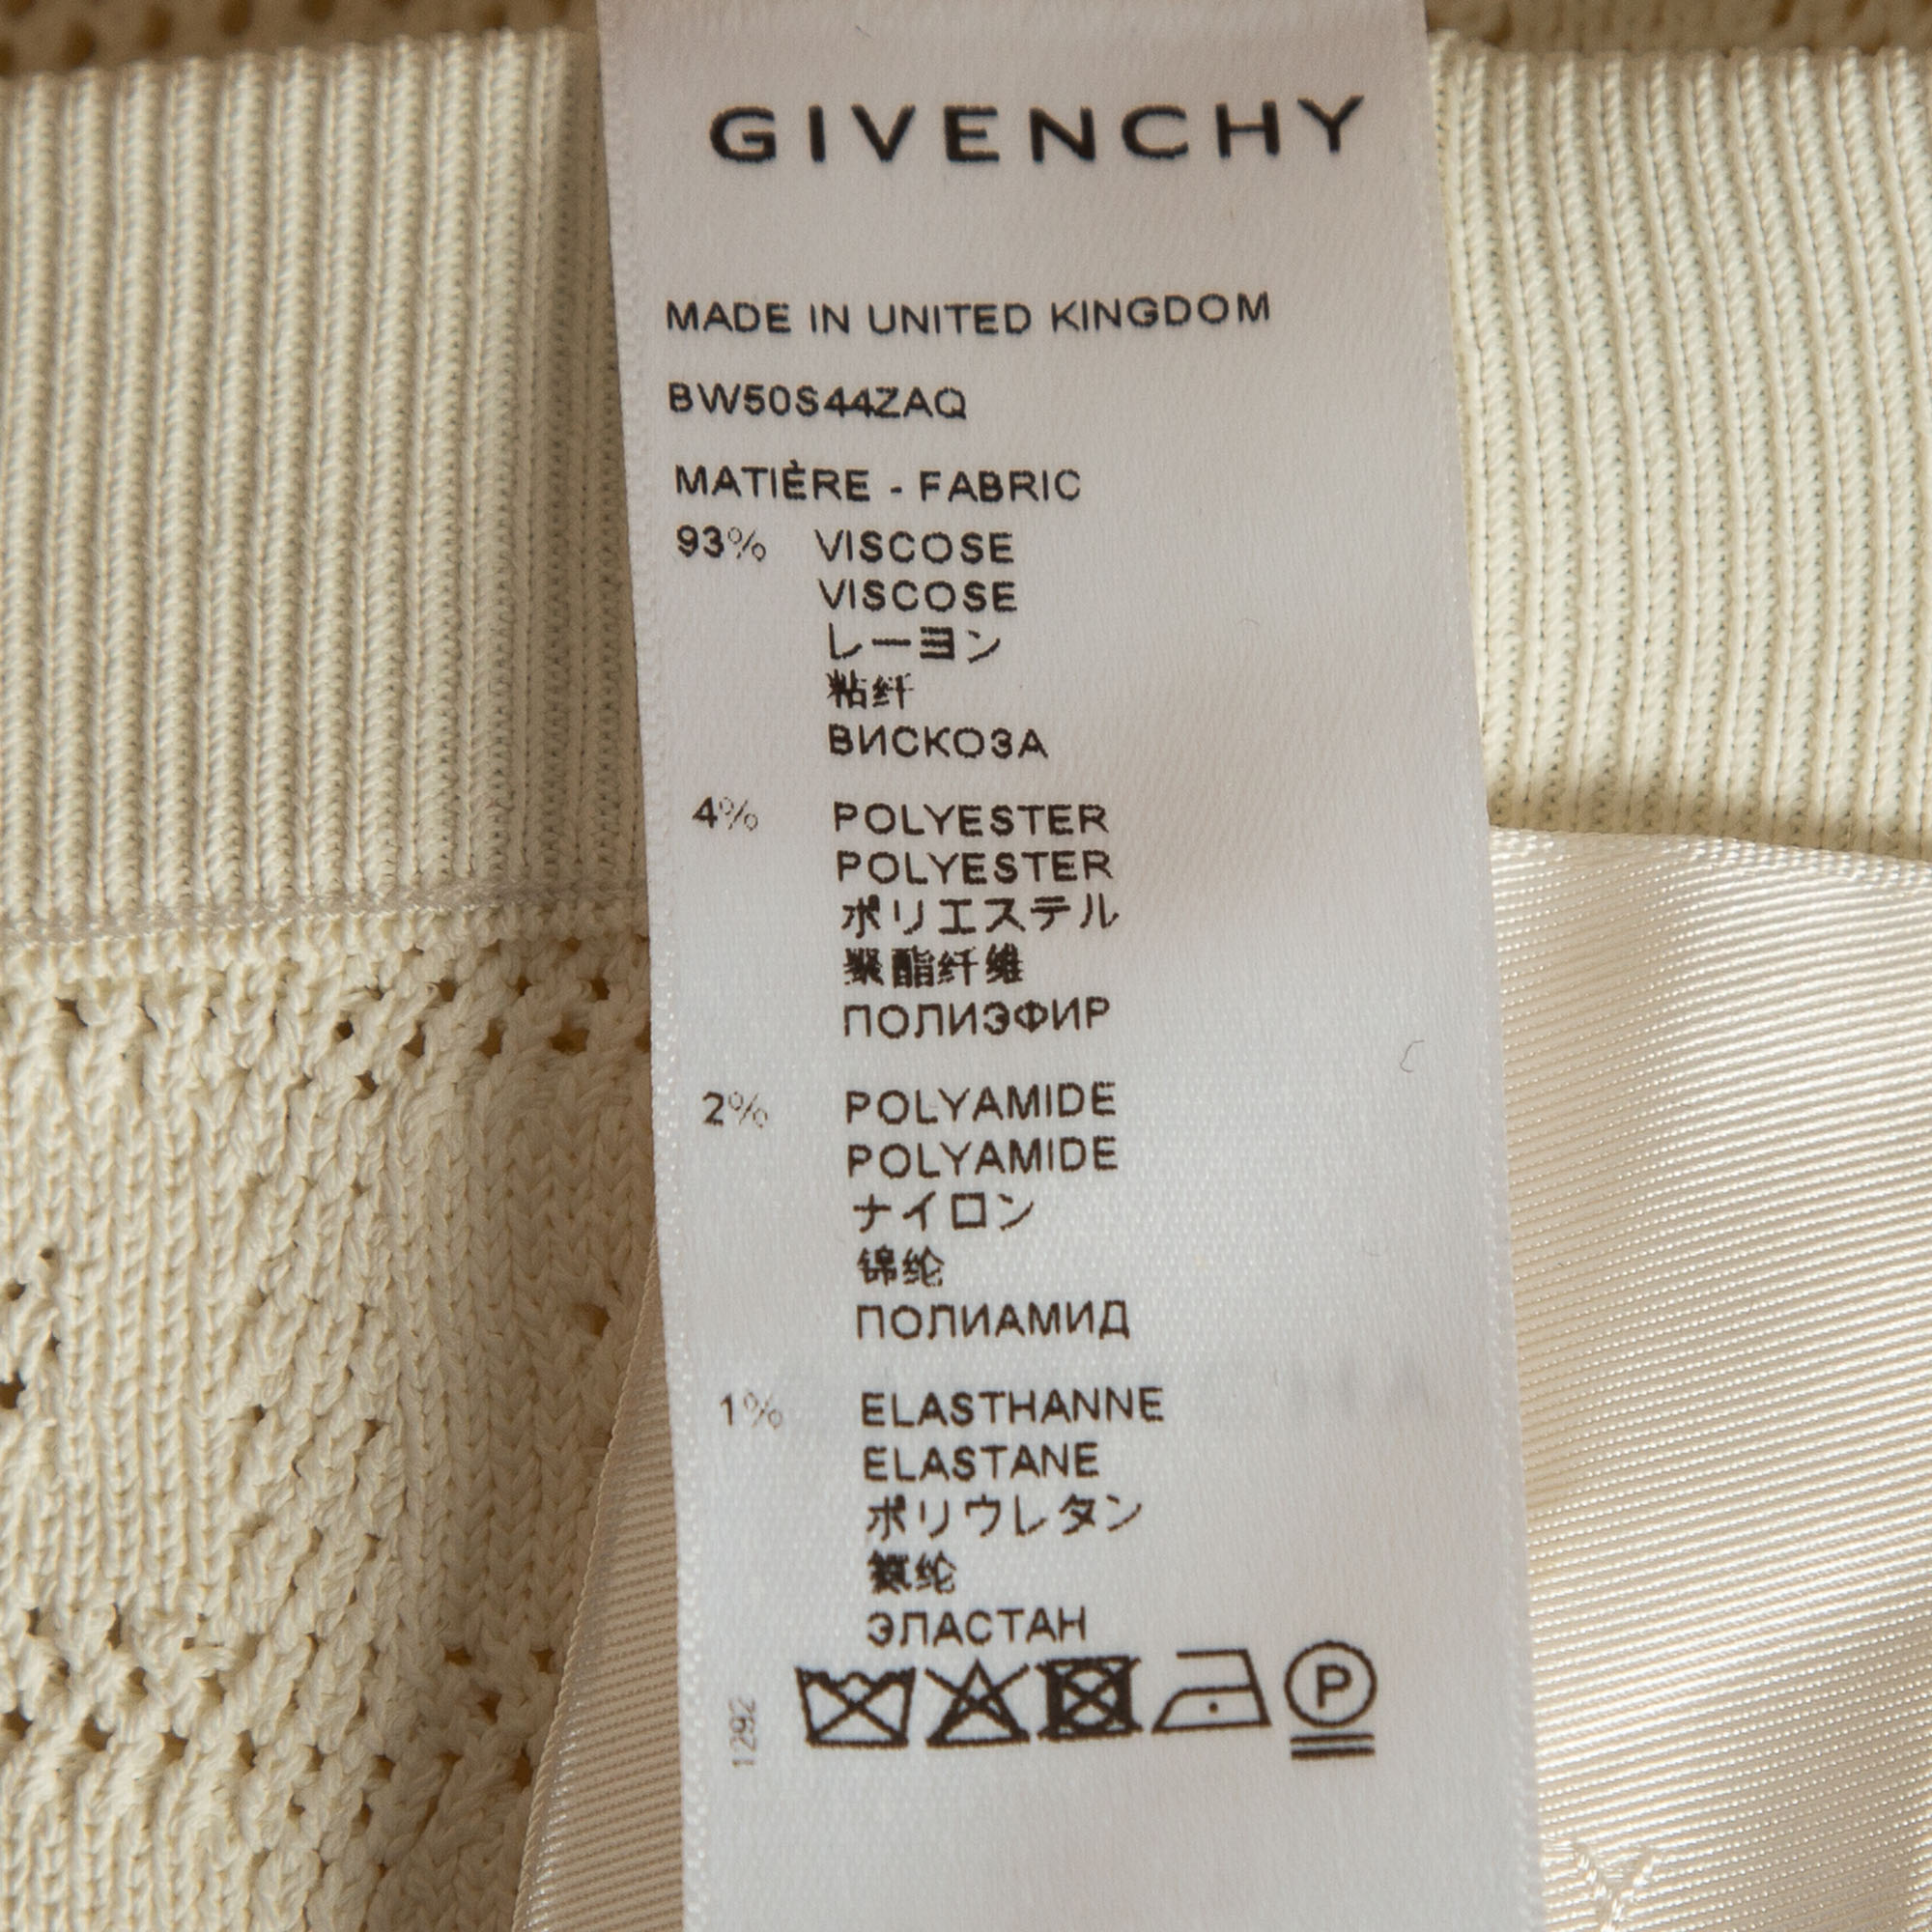 GIVENCHY
MADE IN UNITED KINGDOM
BW50S44ZAQ
MATIÈRE - FABRIC
93% VISCOSE
VISCOSE
レーヨン
粘纤
ВИСКОЗА
4% POLYESTER
POLYESTER
ポリエステル
聚酯纤维
ПОЛИЭФИР
2% POLYAMIDE
POLYAMIDE
ナイロン
锦纶
ПОЛИАМИД
1% ELASTHANNE
ELASTANE
ポリウレタン
氨纶
ЭЛАСТАН
1292
P